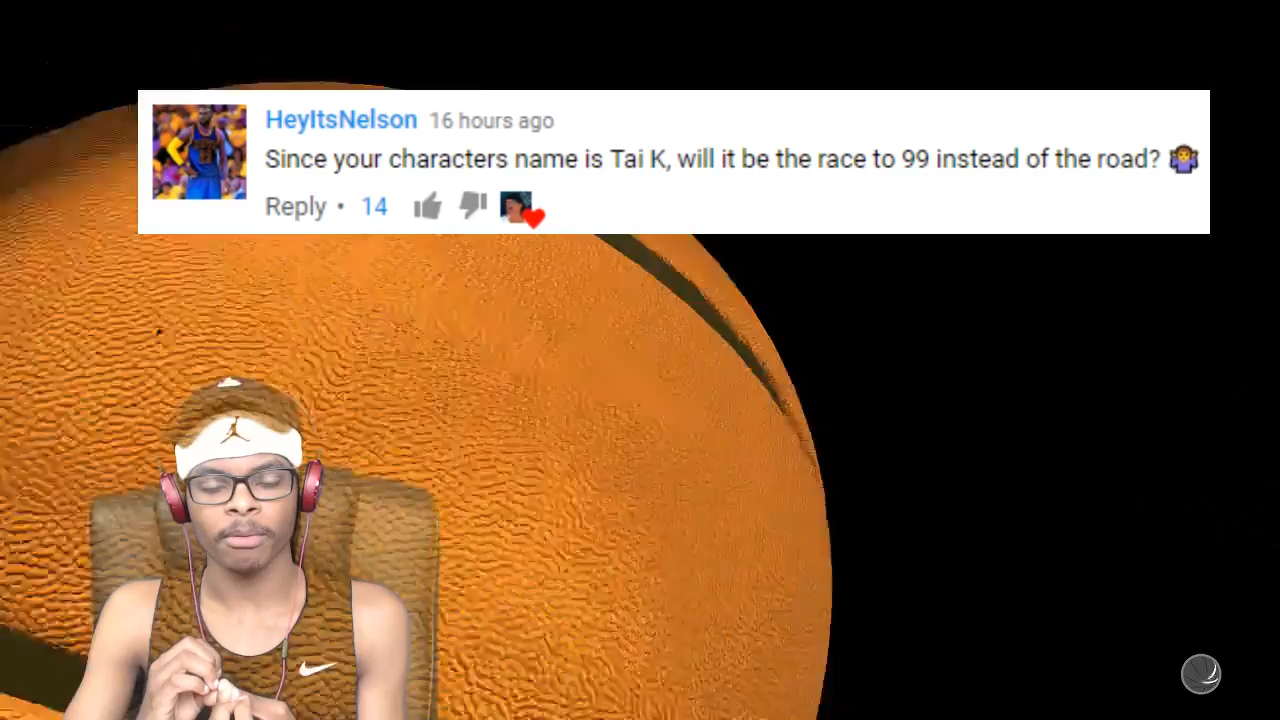 HeyItsNelson 16 hours ago
Since your characters name is Tai K, will it be the race to 99 instead of the road? 🤷
Reply • 14